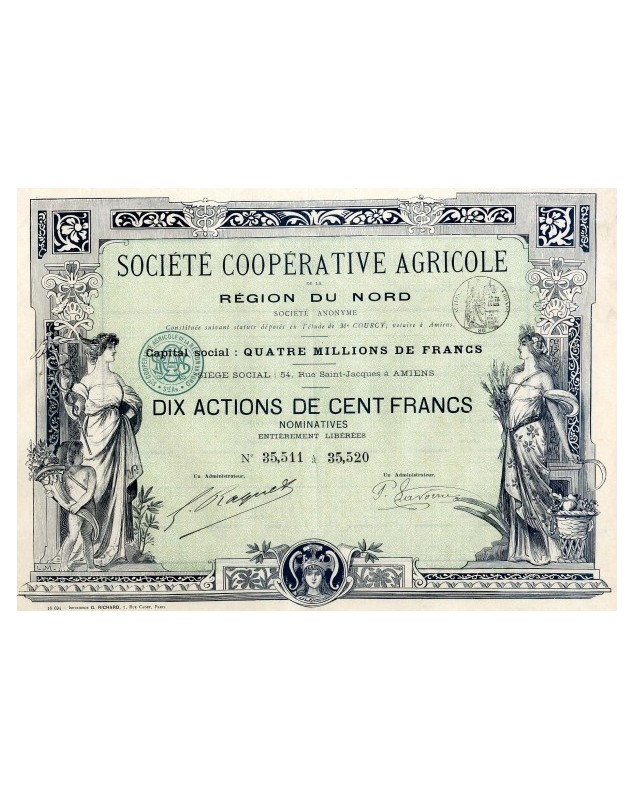 SOCIÉTÉ COOPÉRATIVE AGRICOLE
DE LA
RÉGION DU NORD
SOCIÉTÉ ANONYME
Constituée suivant statuts déposés en l'étude de Mᵉ COURCY, notaire à Amiens.
Capital social : QUATRE MILLIONS DE FRANCS
SIÈGE SOCIAL : 54, Rue Saint-Jacques à AMIENS
DIX ACTIONS DE CENT FRANCS
NOMINATIVES
ENTIÈREMENT LIBÉRÉES
Nº 35,511 à 35,520
Un Administrateur, Un Administrateur,
IMPRIMERIE G. RICHARD, 7, RUE CADET, PARIS